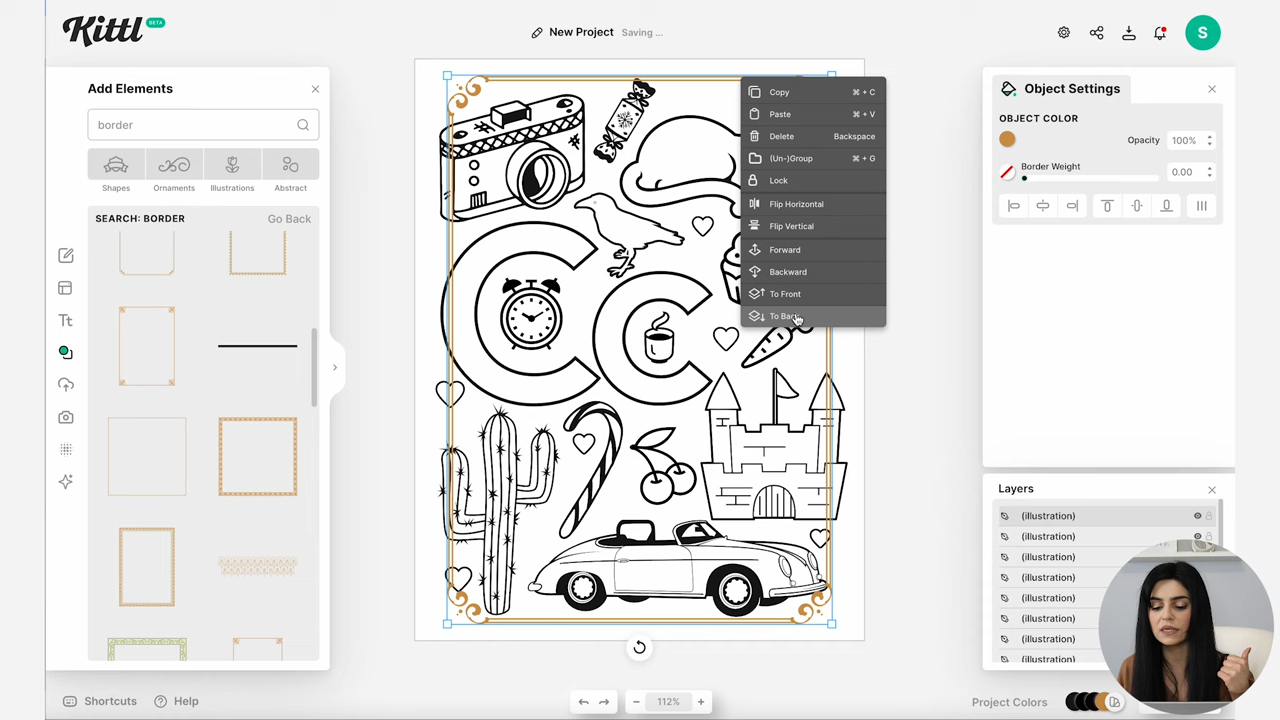 Kittl BETA
New Project Saving ...
S
Add Elements
border
Shapes Ornaments Illustrations Abstract
SEARCH: BORDER Go Back
Copy ⌘ + C
Paste ⌘ + V
Delete Backspace
(Un-)Group ⌘ + G
Lock
Flip Horizontal
Flip Vertical
Forward
Backward
To Front
To Back
C c
Object Settings
OBJECT COLOR
Opacity 100%
Border Weight
0.00
Layers
(illustration)
(illustration)
(illustration)
(illustration)
(illustration)
(illustration)
(illustration)
(illustration)
Tt
Shortcuts Help
112%
Project Colors